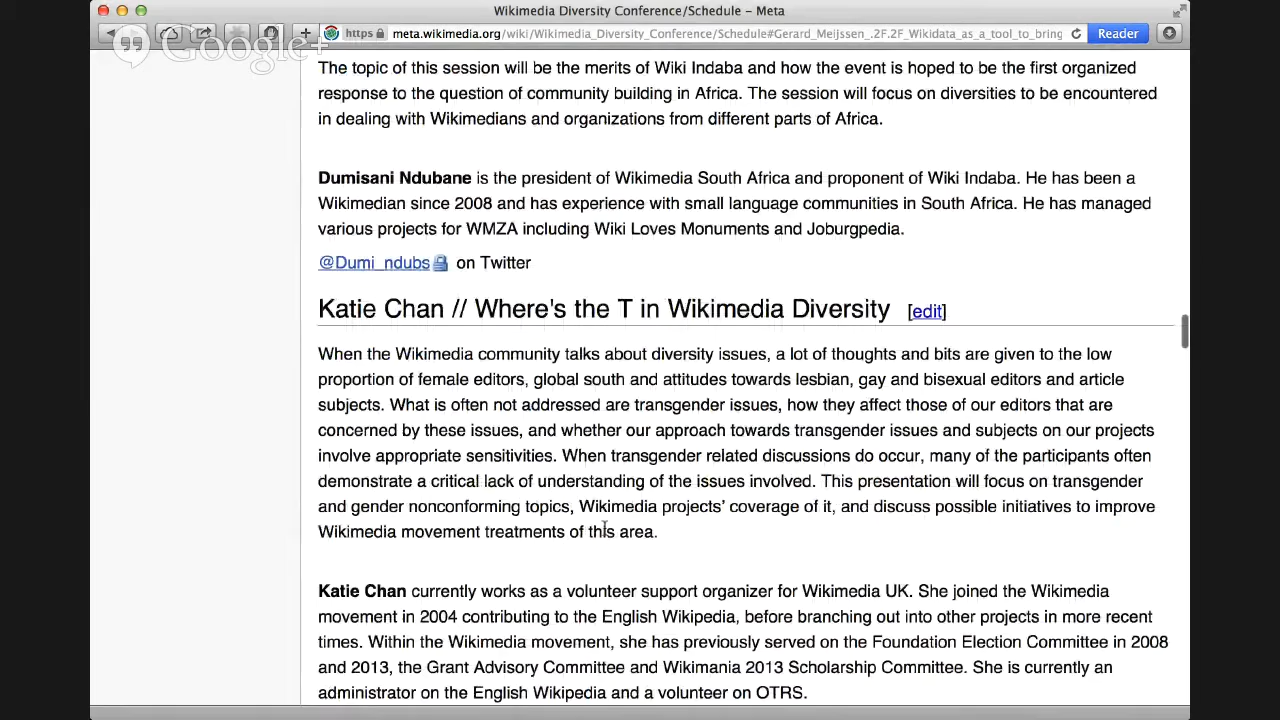 Wikimedia Diversity Conference/Schedule – Meta
Google+
https meta.wikimedia.org/wiki/Wikimedia_Diversity_Conference/Schedule#Gerard_Meijssen_.2F.2F_Wikidata_as_a_tool_to_bring Reader
The topic of this session will be the merits of Wiki Indaba and how the event is hoped to be the first organized
response to the question of community building in Africa. The session will focus on diversities to be encountered
in dealing with Wikimedians and organizations from different parts of Africa.
Dumisani Ndubane is the president of Wikimedia South Africa and proponent of Wiki Indaba. He has been a
Wikimedian since 2008 and has experience with small language communities in South Africa. He has managed
various projects for WMZA including Wiki Loves Monuments and Joburgpedia.
@Dumi_ndubs on Twitter
Katie Chan // Where's the T in Wikimedia Diversity [edit]
When the Wikimedia community talks about diversity issues, a lot of thoughts and bits are given to the low
proportion of female editors, global south and attitudes towards lesbian, gay and bisexual editors and article
subjects. What is often not addressed are transgender issues, how they affect those of our editors that are
concerned by these issues, and whether our approach towards transgender issues and subjects on our projects
involve appropriate sensitivities. When transgender related discussions do occur, many of the participants often
demonstrate a critical lack of understanding of the issues involved. This presentation will focus on transgender
and gender nonconforming topics, Wikimedia projects’ coverage of it, and discuss possible initiatives to improve
Wikimedia movement treatments of this area.
Katie Chan currently works as a volunteer support organizer for Wikimedia UK. She joined the Wikimedia
movement in 2004 contributing to the English Wikipedia, before branching out into other projects in more recent
times. Within the Wikimedia movement, she has previously served on the Foundation Election Committee in 2008
and 2013, the Grant Advisory Committee and Wikimania 2013 Scholarship Committee. She is currently an
administrator on the English Wikipedia and a volunteer on OTRS.